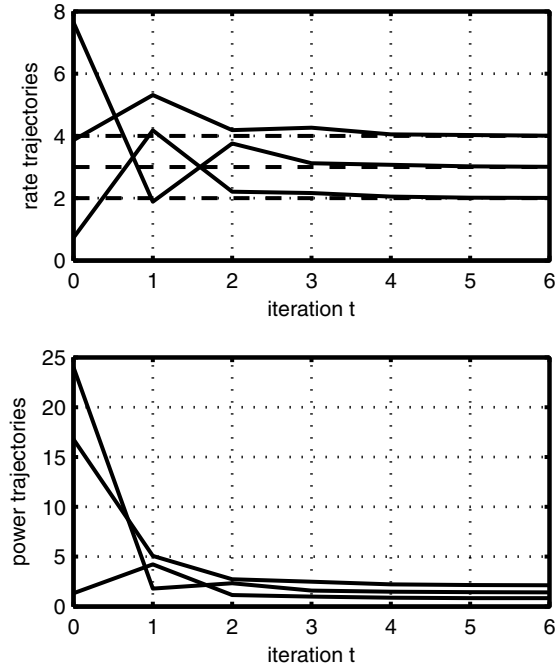 8
6
4
2
0
rate trajectories
0 1 2 3 4 5 6
iteration t
25
20
15
10
5
0
power trajectories
0 1 2 3 4 5 6
iteration t